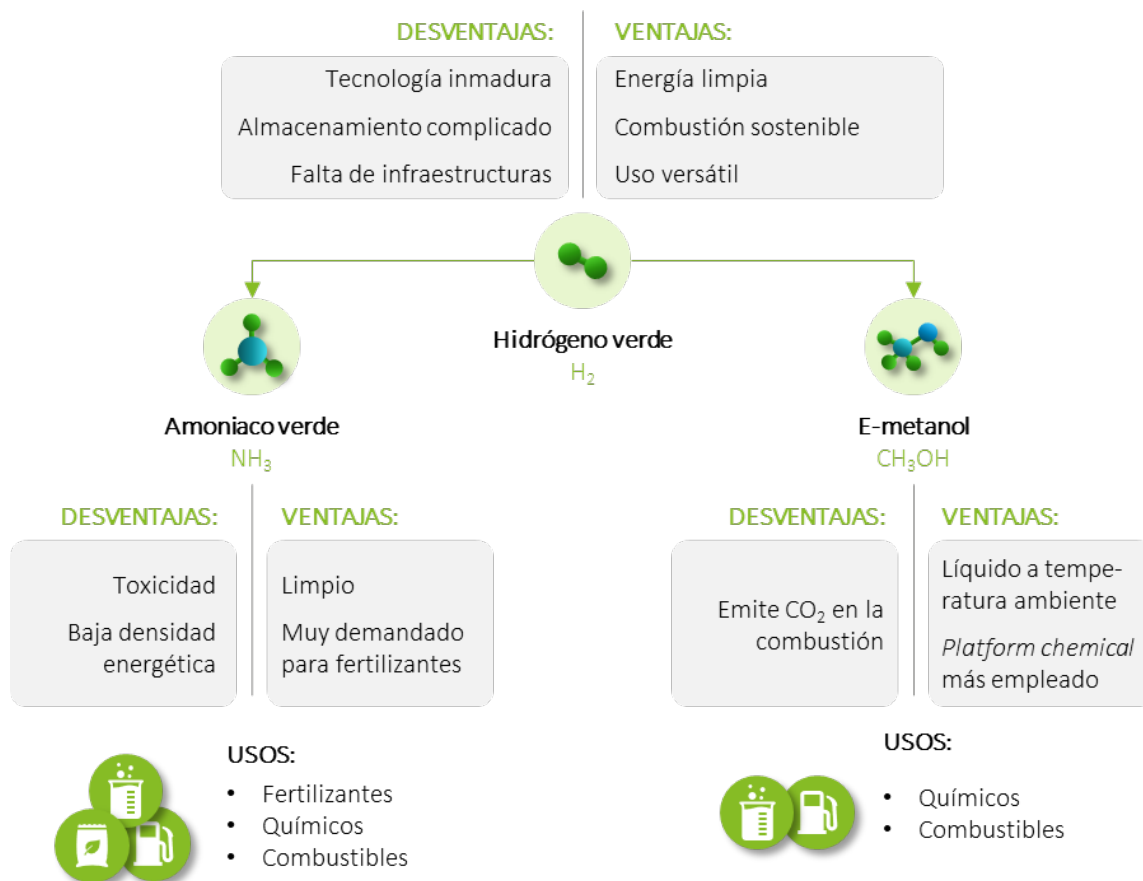 DESVENTAJAS:
Tecnología inmadura
Almacenamiento complicado
Falta de infraestructuras
VENTAJAS:
Energía limpia
Combustión sostenible
Uso versátil
Hidrógeno verde
H₂
Amoniaco verde
NH₃
DESVENTAJAS:
Toxicidad
Baja densidad
energética
VENTAJAS:
Limpio
Muy demandado
para fertilizantes
USOS:
• Fertilizantes
• Químicos
• Combustibles
E-metanol
CH₃OH
DESVENTAJAS:
Emite CO₂ en la
combustión
VENTAJAS:
Líquido a tempe-
ratura ambiente
Platform chemical
más empleado
USOS:
• Químicos
• Combustibles